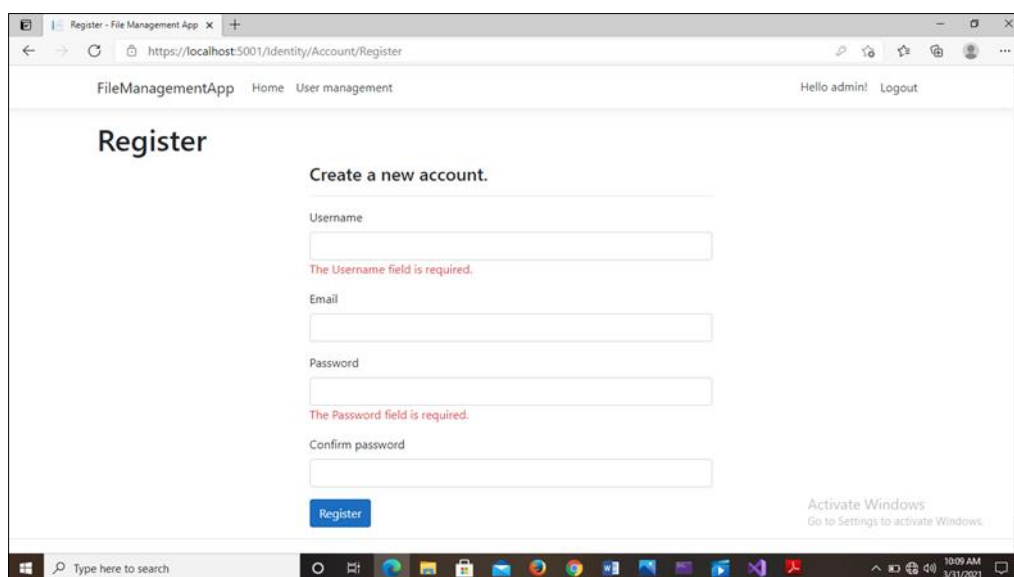 Register - File Management App
https://localhost:5001/Identity/Account/Register
FileManagementApp Home User management Hello admin! Logout
Register
Create a new account.
Username
The Username field is required.
Email
Password
The Password field is required.
Confirm password
Register
Activate Windows
Go to Settings to activate Windows.
Type here to search
10:09 AM
3/31/2021